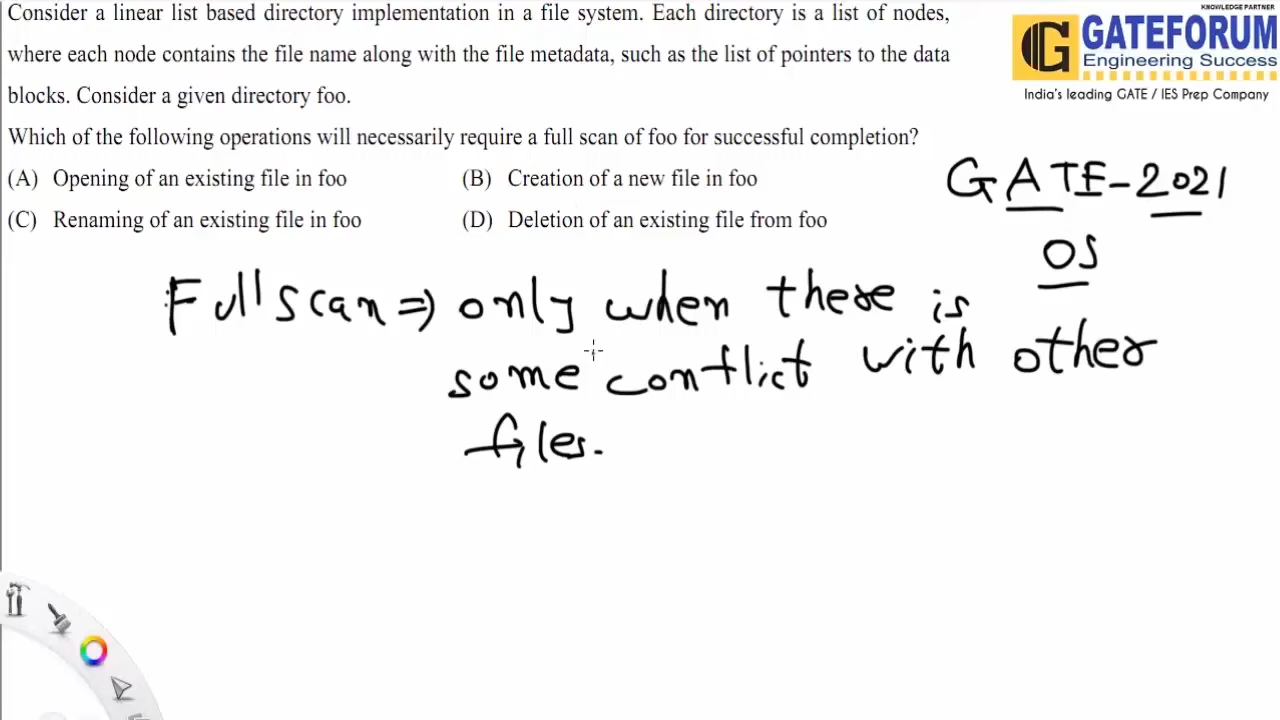 Consider a linear list based directory implementation in a file system. Each directory is a list of nodes,
where each node contains the file name along with the file metadata, such as the list of pointers to the data
blocks. Consider a given directory foo.
Which of the following operations will necessarily require a full scan of foo for successful completion?
(A) Opening of an existing file in foo
(B) Creation of a new file in foo
(C) Renaming of an existing file in foo
(D) Deletion of an existing file from foo
KNOWLEDGE PARTNER
GATEFORUM
Engineering Success
India's leading GATE / IES Prep Company
GATE-2021
OS
Full scan ⇒ only when there is
some conflict with other
files.